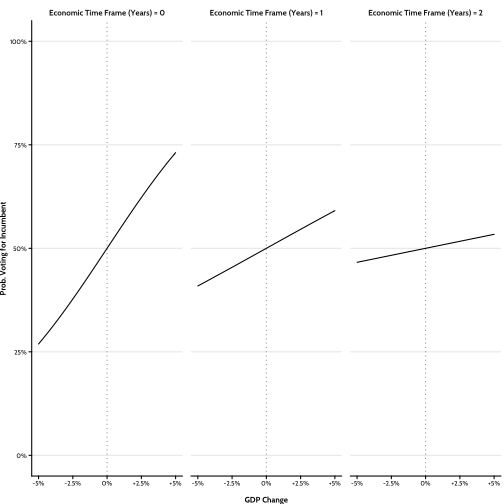 Economic Time Frame (Years) = 0
Economic Time Frame (Years) = 1
Economic Time Frame (Years) = 2
100%
75%
50%
25%
0%
Prob. Voting for Incumbent
-5% -2.5% 0% +2.5% +5%
-5% -2.5% 0% +2.5% +5%
-5% -2.5% 0% +2.5% +5%
GDP Change